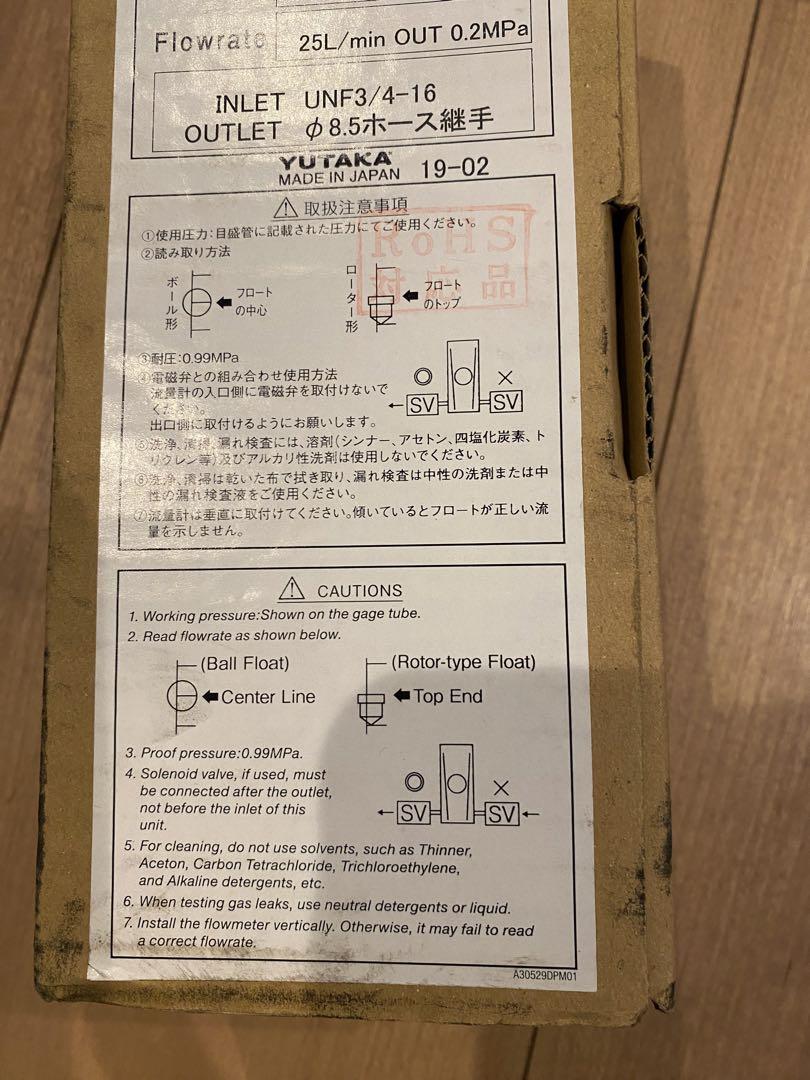 Flowrate 25L/min OUT 0.2MPa
INLET UNF3/4-16
OUTLET φ8.5ホース継手
YUTAKA
MADE IN JAPAN 19-02
⚠ 取扱注意事項
①使用圧力:目盛管に記載された圧力にてご使用ください。
RoHS
対応品
②読み取り方法
ボール形
フロート
の中心
ローター形
フロート
のトップ
③耐圧:0.99MPa
④電磁弁との組み合わせ使用方法
流量計の入口側に電磁弁を取付けないで
ください。
出口側に取付けるようにお願いします。
◎ ×
SV SV
⑤洗浄、清掃、漏れ検査には、溶剤(シンナー、アセトン、四塩化炭素、ト
リクレン等)及びアルカリ性洗剤は使用しないでください。
⑥洗浄、清掃は乾いた布で拭き取り、漏れ検査は中性の洗剤または中
性の漏れ検査液をご使用ください。
⑦流量計は垂直に取付けてください。傾いているとフロートが正しい流
量を示しません。
⚠ CAUTIONS
1. Working pressure:Shown on the gage tube.
2. Read flowrate as shown below.
(Ball Float)
Center Line
(Rotor-type Float)
Top End
3. Proof pressure:0.99MPa.
4. Solenoid valve, if used, must
be connected after the outlet,
not before the inlet of this
unit.
◎ ×
SV SV
5. For cleaning, do not use solvents, such as Thinner,
Aceton, Carbon Tetrachloride, Trichloroethylene,
and Alkaline detergents, etc.
6. When testing gas leaks, use neutral detergents or liquid.
7. Install the flowmeter vertically. Otherwise, it may fail to read
a correct flowrate.
A30529DPM01